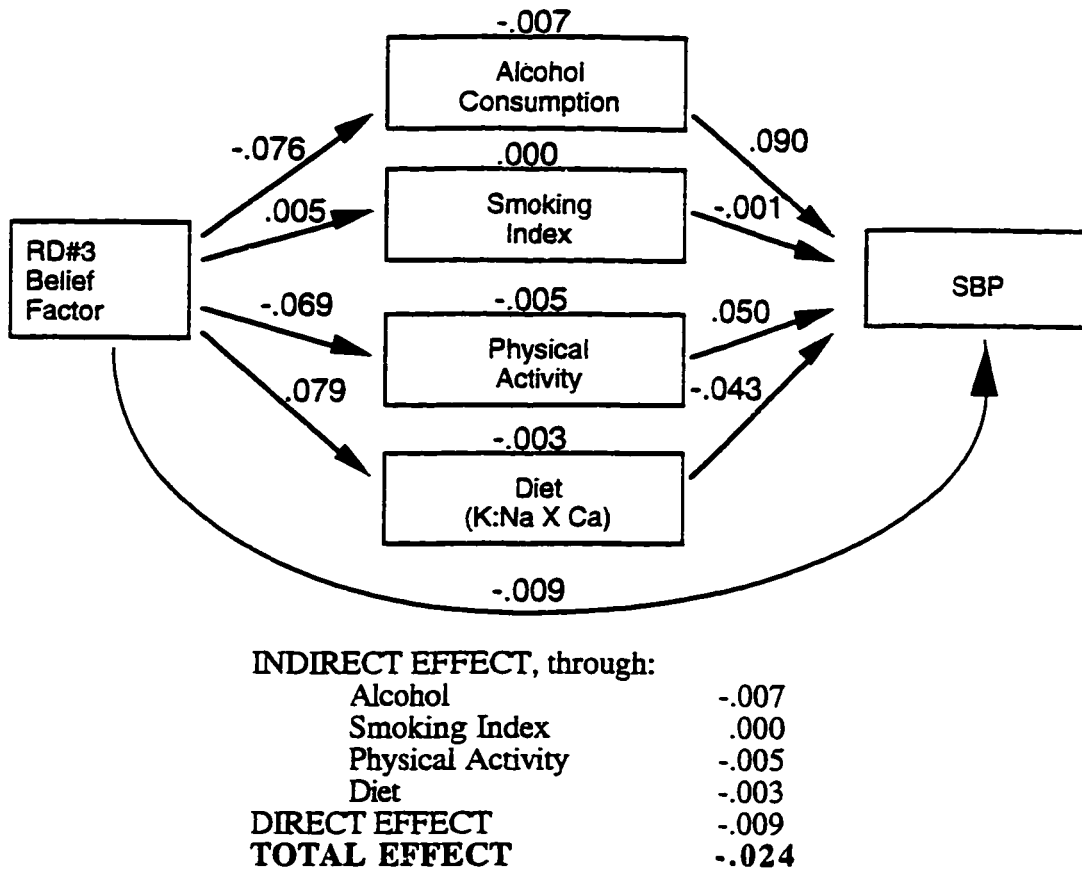 -.007
Alcohol
Consumption
-.076
.090
.000
.005
Smoking
Index
-.001
RD#3
Belief
Factor
SBP
-.069
-.005
.050
Physical
Activity
.079
-.043
-.003
Diet
(K:Na X Ca)
-.009
INDIRECT EFFECT, through:
Alcohol -.007
Smoking Index .000
Physical Activity -.005
Diet -.003
DIRECT EFFECT -.009
TOTAL EFFECT -.024